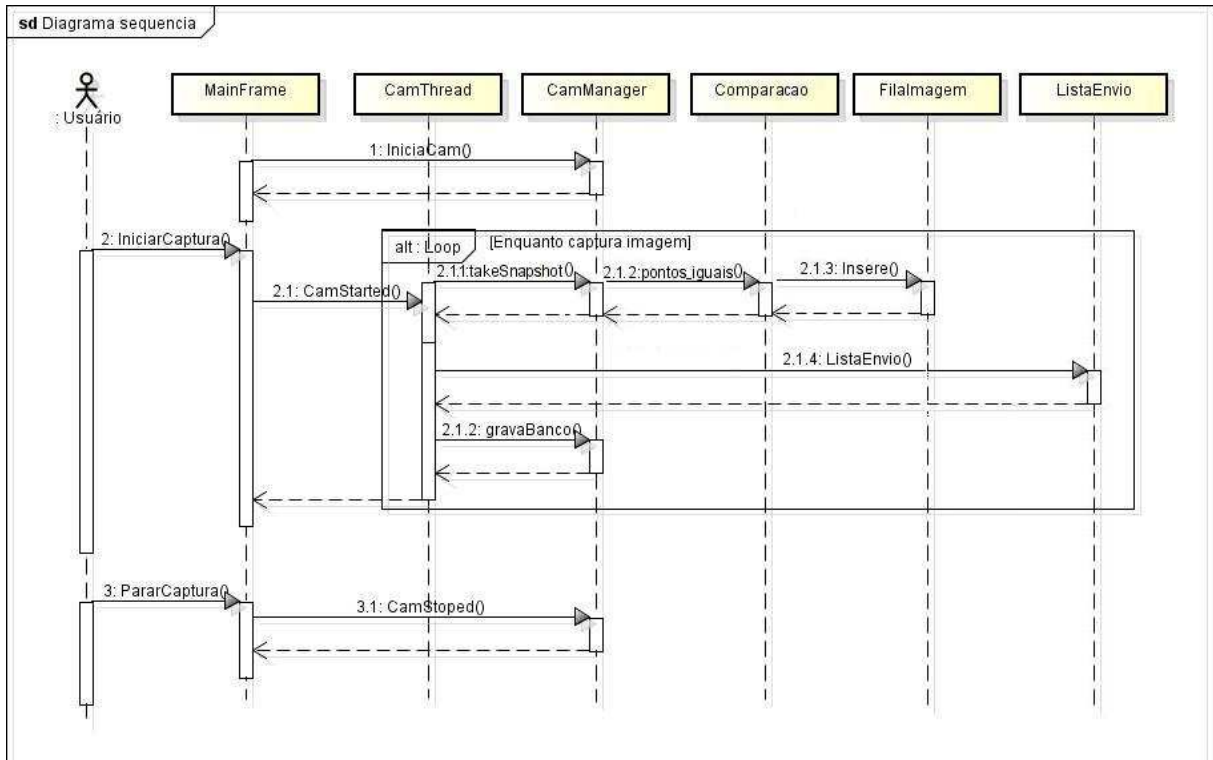 sd Diagrama sequencia
: Usuário
MainFrame
CamThread
CamManager
Comparacao
FilaImagem
ListaEnvio
1: IniciaCam()
2: IniciarCaptura()
alt : Loop
[Enquanto captura imagem]
2.1.1:takeSnapshot()
2.1.2:pontos_iguais()
2.1.3: Insere()
2.1: CamStarted()
2.1.4: ListaEnvio()
2.1.2: gravaBanco()
3: PararCaptura()
3.1: CamStoped()